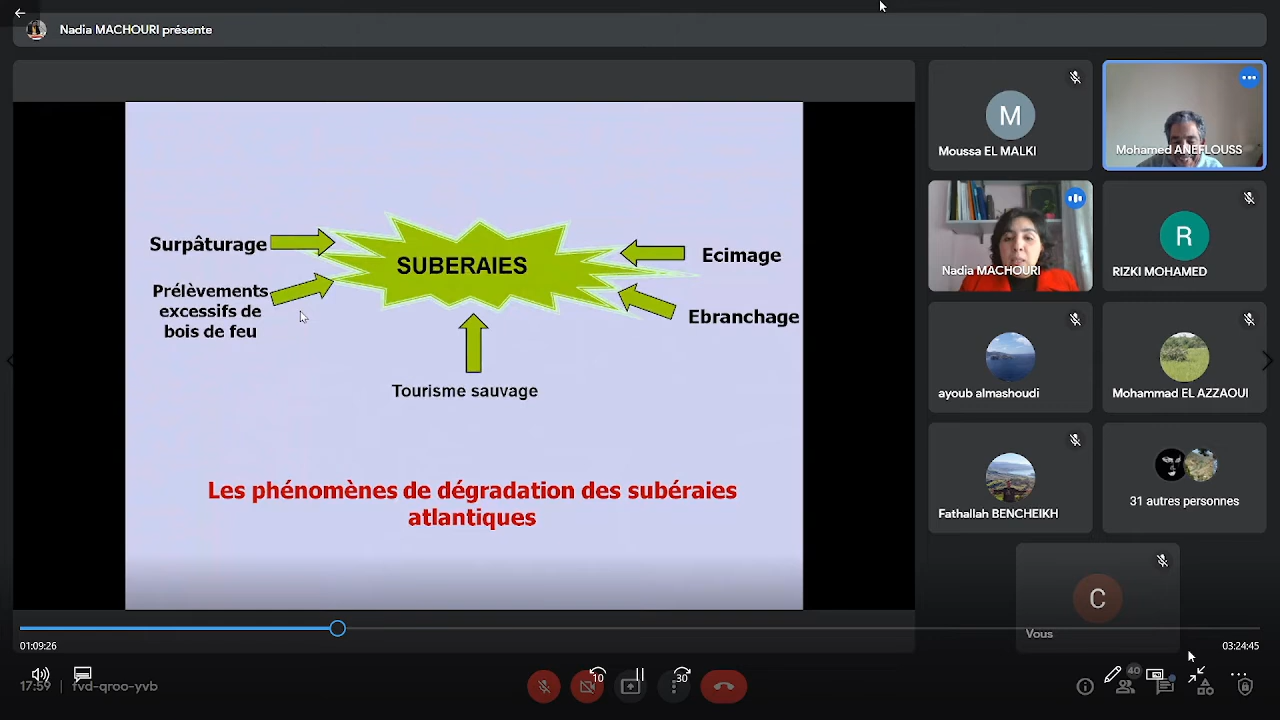 Nadia MACHOURI présente
Surpâturage
Prélèvements
excessifs de
bois de feu
SUBERAIES
Ecimage
Ebranchage
Tourisme sauvage
Les phénomènes de dégradation des subéraies
atlantiques
M
Moussa EL MALKI
Mohamed ANEFLOUSS
Nadia MACHOURI
R
RIZKI MOHAMED
ayoub almashoudi
Mohammad EL AZZAOUI
Fathallah BENCHEIKH
31 autres personnes
C
Vous
01:09:26
03:24:45
17:59 | fvd-qroo-yvb
10
30
40